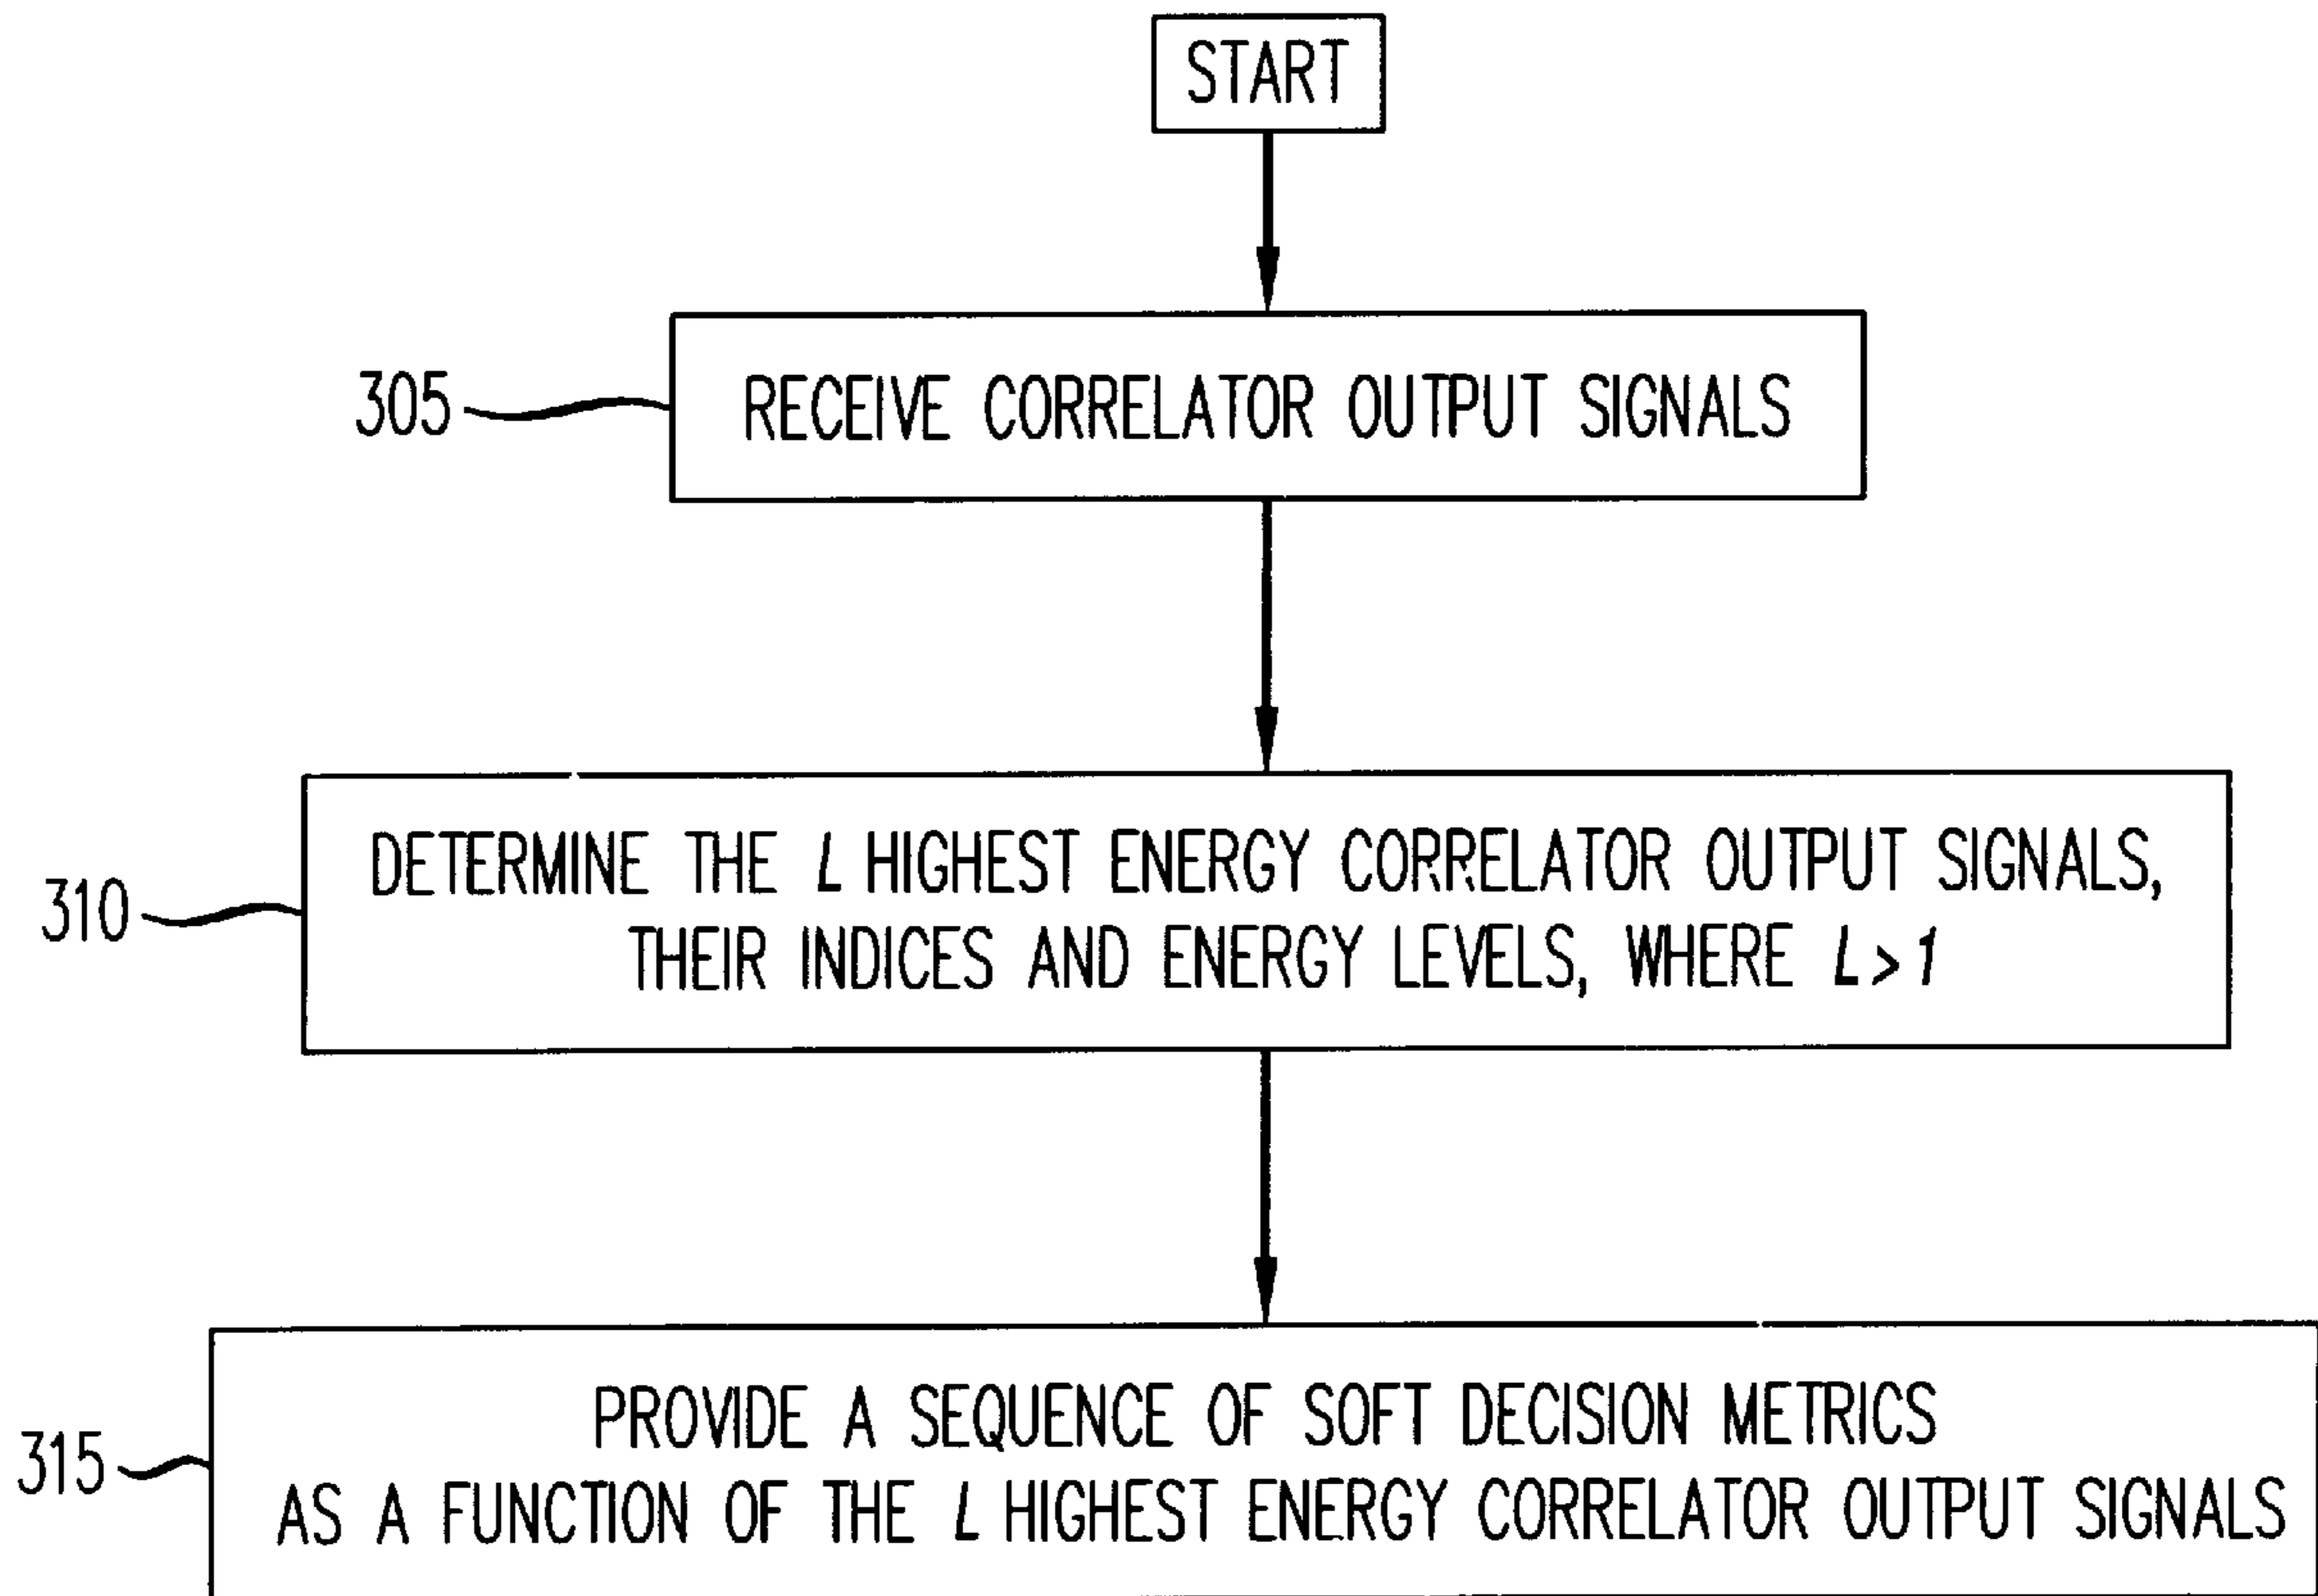 START
305
RECEIVE CORRELATOR OUTPUT SIGNALS
310
DETERMINE THE L HIGHEST ENERGY CORRELATOR OUTPUT SIGNALS,
THEIR INDICES AND ENERGY LEVELS, WHERE L > 1
315
PROVIDE A SEQUENCE OF SOFT DECISION METRICS
AS A FUNCTION OF THE L HIGHEST ENERGY CORRELATOR OUTPUT SIGNALS